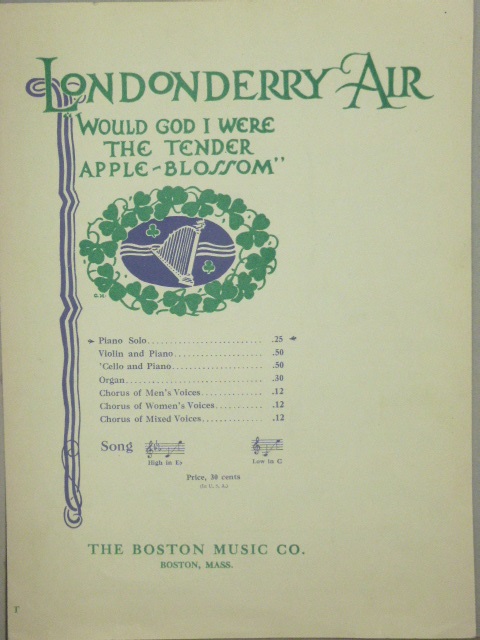 LONDONDERRY AIR
"WOULD GOD I WERE
THE TENDER
APPLE-BLOSSOM"
Piano Solo .25
Violin and Piano .50
'Cello and Piano .50
Organ .30
Chorus of Men's Voices .12
Chorus of Women's Voices .12
Chorus of Mixed Voices .12
Song
High in E♭ Low in C
Price, 30 cents
(In U. S. A.)
THE BOSTON MUSIC CO.
BOSTON, MASS.
T